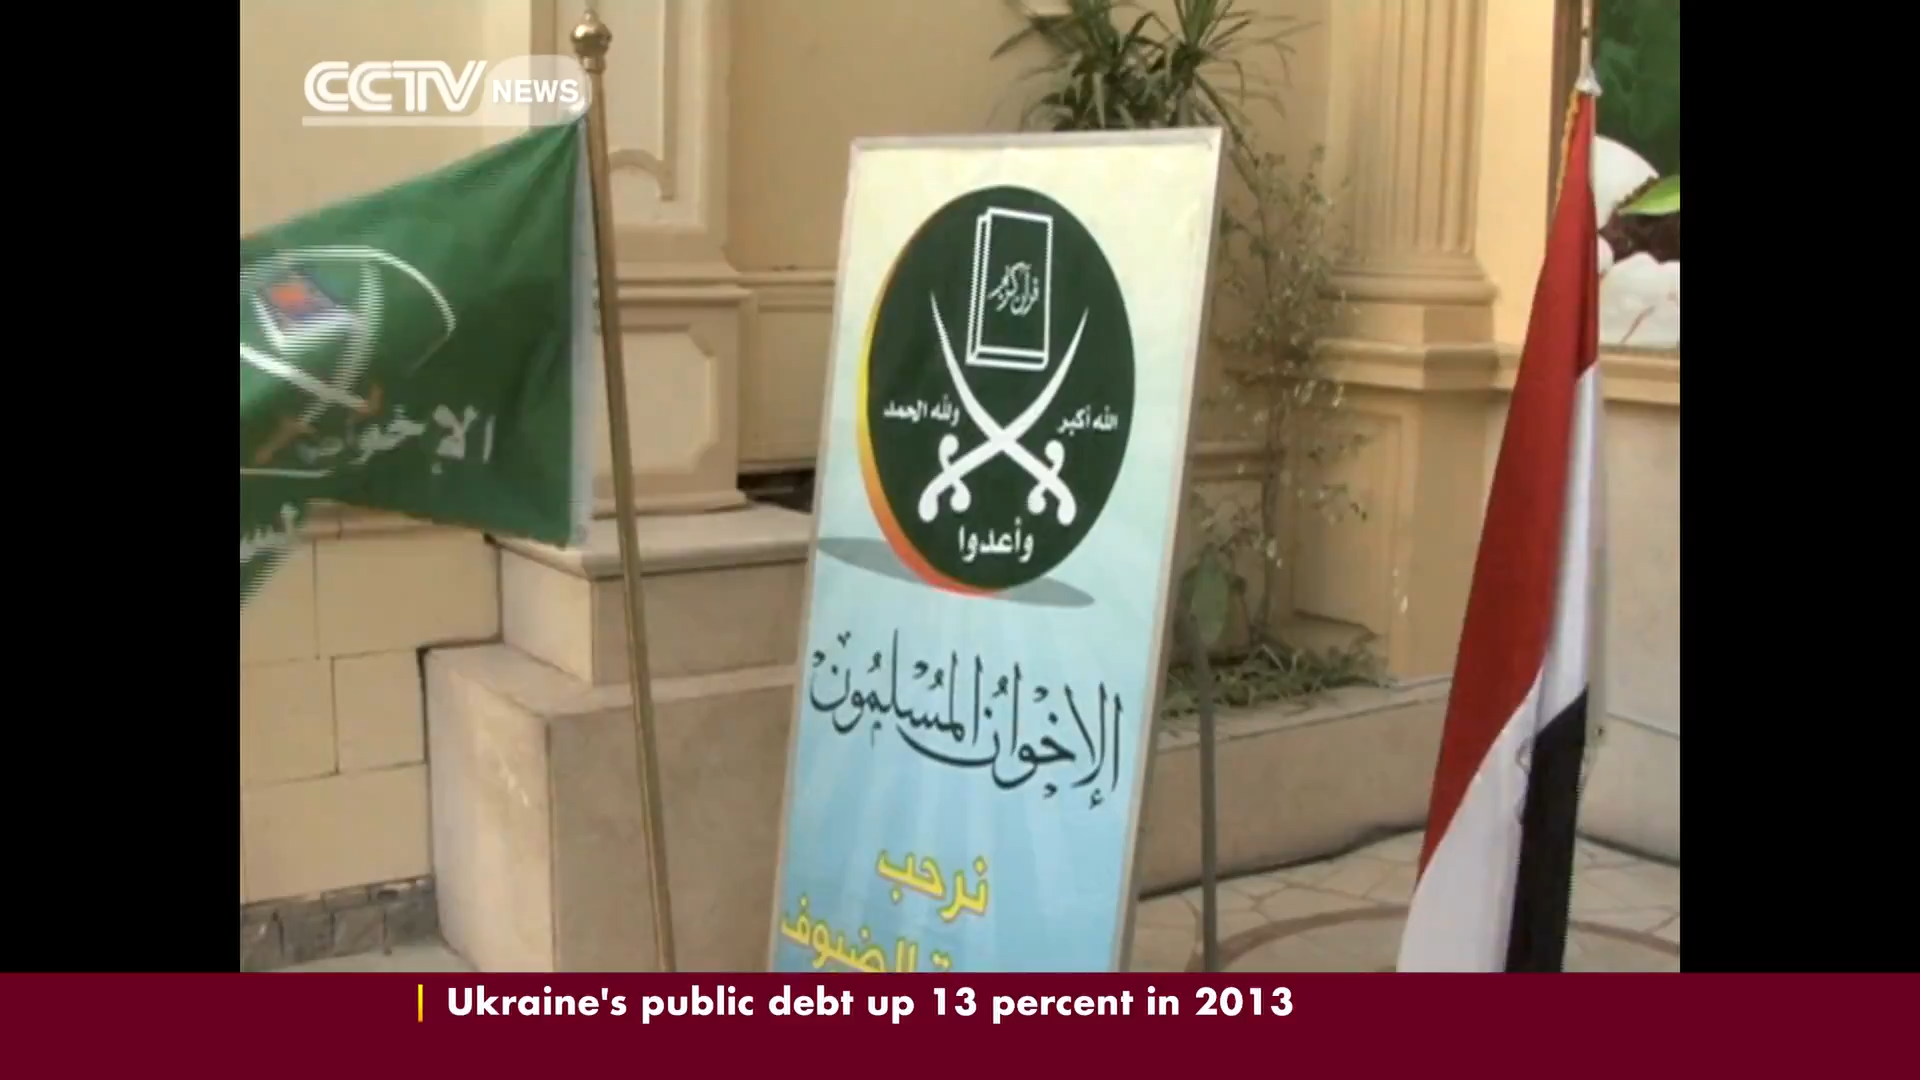 CCTV NEWS
قرآن كريم
الله أكبر ولله الحمد
وأعدوا
الإخوان المسلمون
نرحب
الإخوان
Ukraine's public debt up 13 percent in 2013